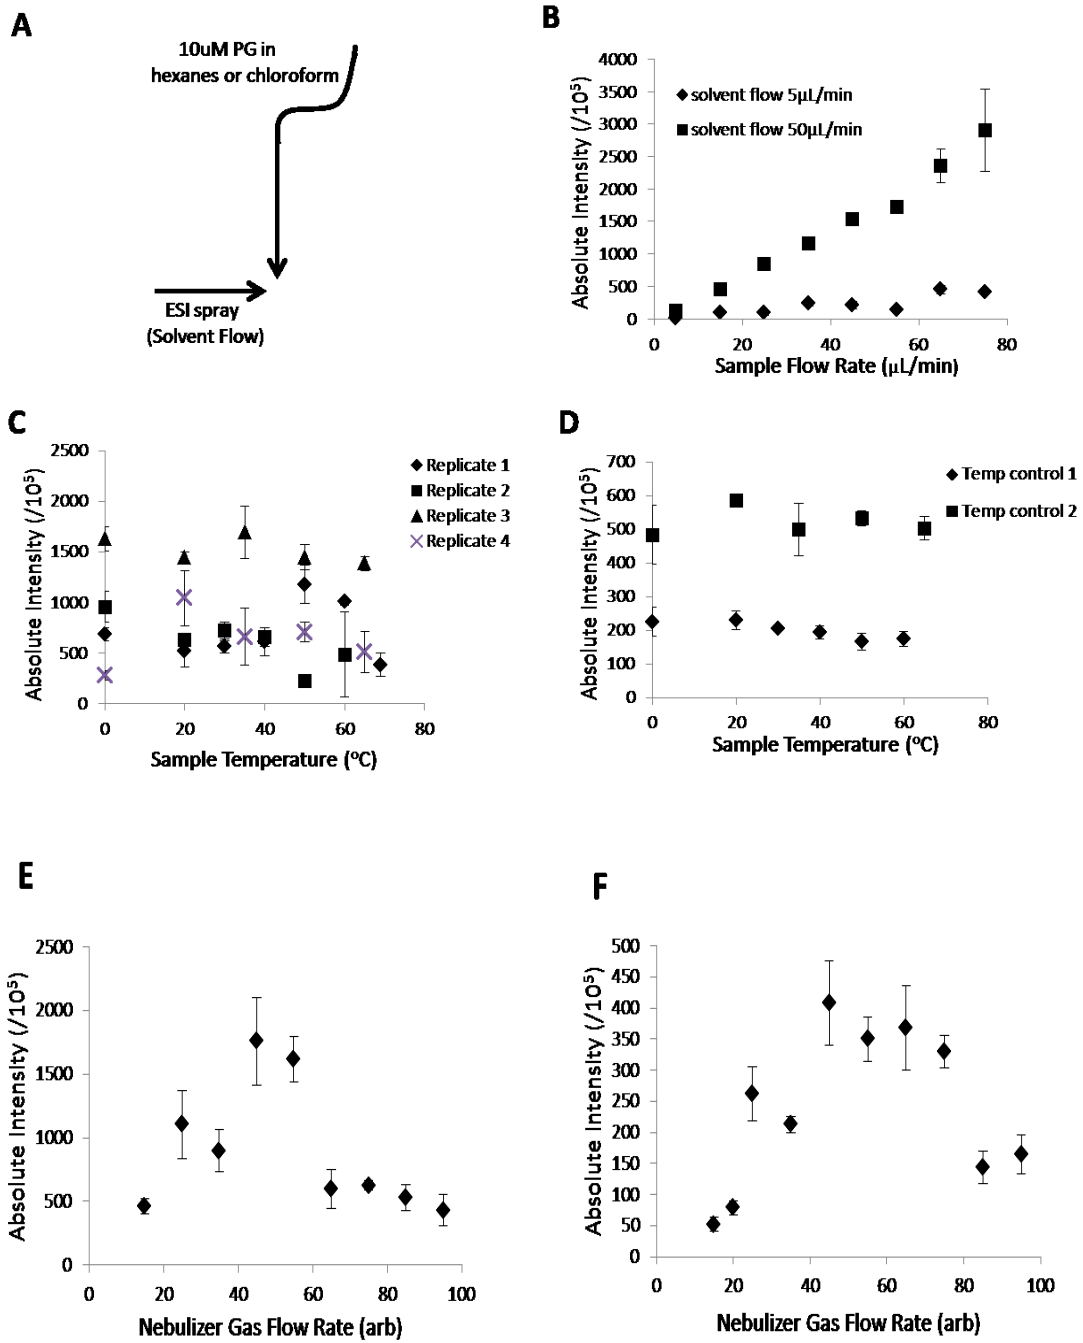 A
10uM PG in
hexanes or chloroform
ESI spray
(Solvent Flow)
B
Absolute Intensity (/10⁵)
4000
3500
3000
2500
2000
1500
1000
500
0
solvent flow 5µL/min
solvent flow 50µL/min
0 20 40 60 80
Sample Flow Rate (µL/min)
C
Absolute Intensity (/10⁵)
2500
2000
1500
1000
500
0
Replicate 1
Replicate 2
Replicate 3
Replicate 4
0 20 40 60 80
Sample Temperature (ºC)
D
Absolute Intensity (/10⁵)
700
600
500
400
300
200
100
0
Temp control 1
Temp control 2
0 20 40 60 80
Sample Temperature (ºC)
E
Absolute Intensity (/10⁵)
2500
2000
1500
1000
500
0
0 20 40 60 80 100
Nebulizer Gas Flow Rate (arb)
F
Absolute Intensity (/10⁵)
500
450
400
350
300
250
200
150
100
50
0
0 20 40 60 80 100
Nebulizer Gas Flow Rate (arb)